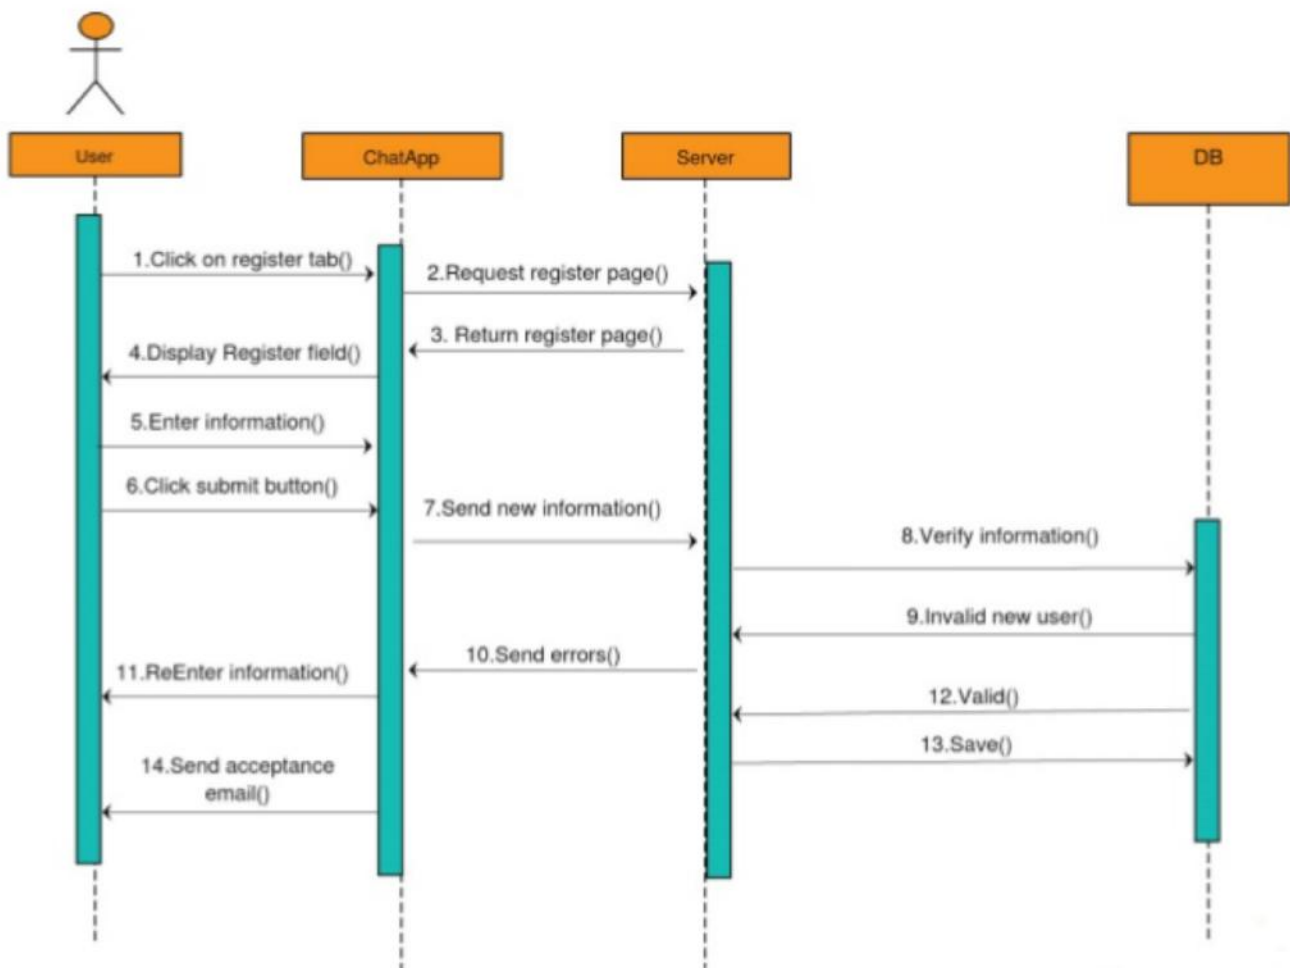 User
ChatApp
Server
DB
1.Click on register tab()
2.Request register page()
3. Return register page()
4.Display Register field()
5.Enter information()
6.Click submit button()
7.Send new information()
8.Verify information()
9.Invalid new user()
10.Send errors()
11.ReEnter information()
12.Valid()
13.Save()
14.Send acceptance
email()